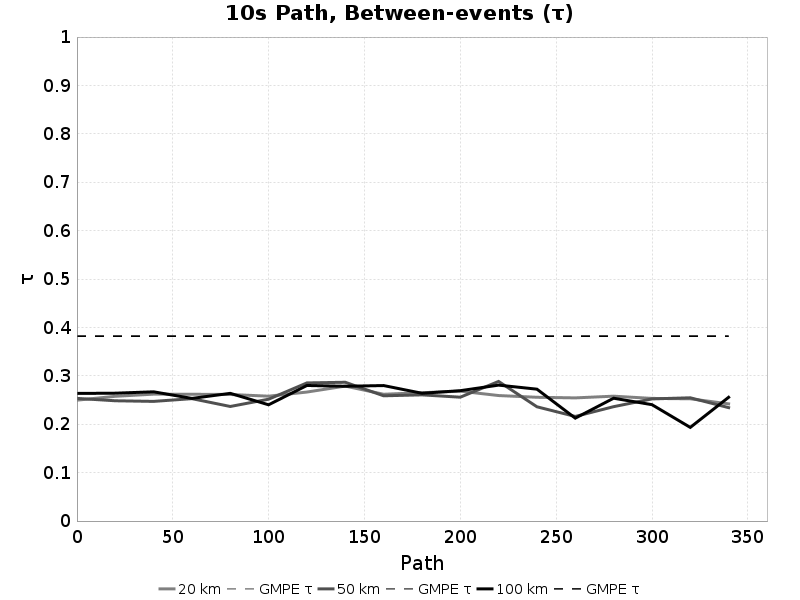 10s Path, Between-events (τ)
1
0.9
0.8
0.7
0.6
0.5
0.4
0.3
0.2
0.1
0
τ
0 50 100 150 200 250 300 350
Path
20 km GMPE τ 50 km GMPE τ 100 km GMPE τ